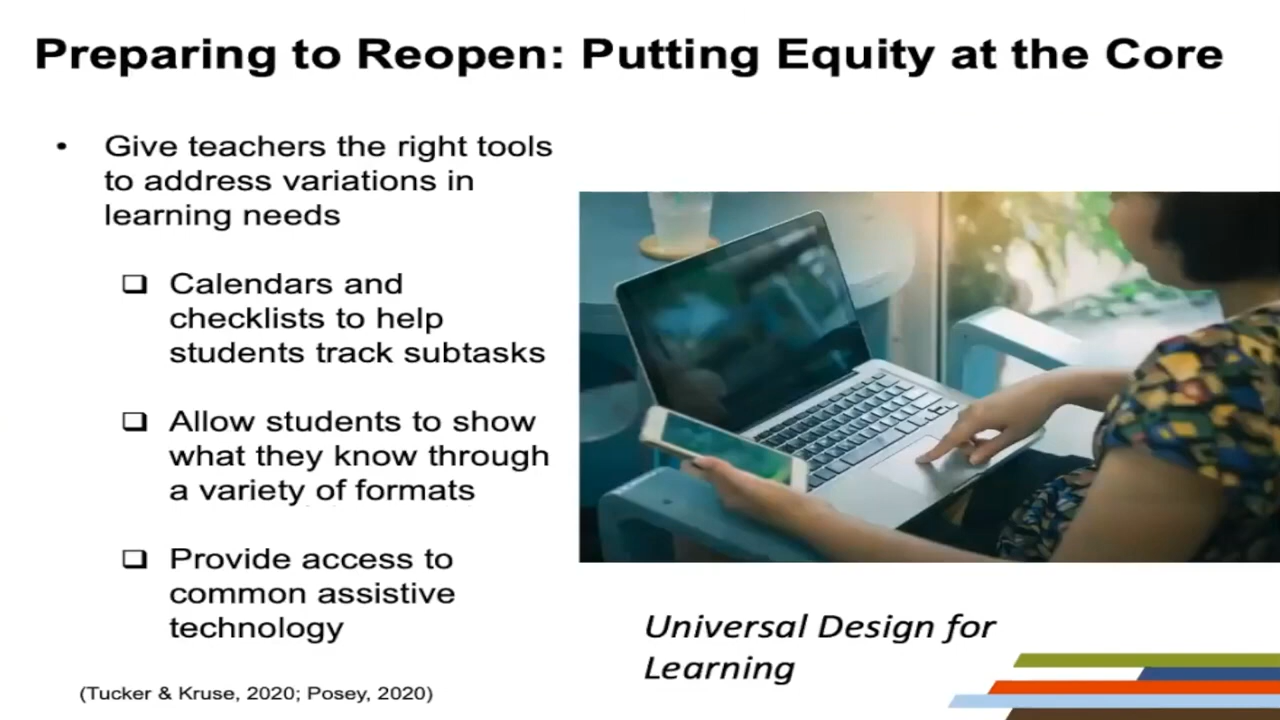 Preparing to Reopen: Putting Equity at the Core
• Give teachers the right tools
to address variations in
learning needs
❑ Calendars and
checklists to help
students track subtasks
❑ Allow students to show
what they know through
a variety of formats
❑ Provide access to
common assistive
technology
(Tucker & Kruse, 2020; Posey, 2020)
Universal Design for
Learning